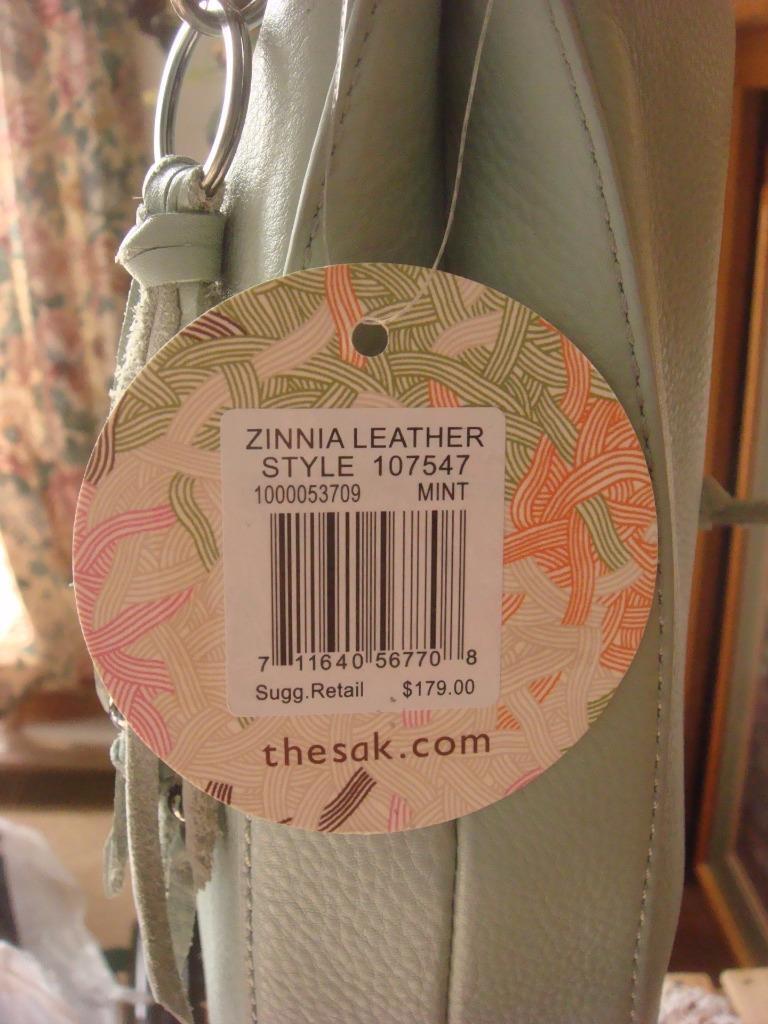 ZINNIA LEATHER
STYLE 107547
1000053709 MINT
7 11640 56770 8
Sugg.Retail $179.00
thesak.com